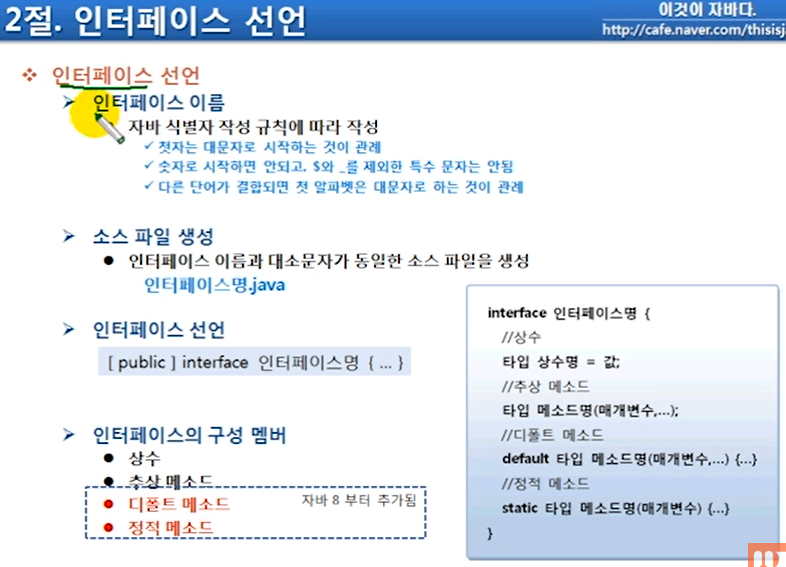 2절. 인터페이스 선언
이것이 자바다.
http://cafe.naver.com/thisisj
인터페이스 선언
인터페이스 이름
자바 식별자 작성 규칙에 따라 작성
첫자는 대문자로 시작하는 것이 관례
숫자로 시작하면 안되고, $와 _를 제외한 특수 문자는 안됨
다른 단어가 결합되면 첫 알파벳은 대문자로 하는 것이 관례
소스 파일 생성
인터페이스 이름과 대소문자가 동일한 소스 파일을 생성
인터페이스명.java
인터페이스 선언
[ public ] interface 인터페이스명 { ... }
인터페이스의 구성 멤버
상수
추상 메소드
디폴트 메소드
자바 8 부터 추가됨
정적 메소드
interface 인터페이스명 {
//상수
타입 상수명 = 값;
//추상 메소드
타입 메소드명(매개변수,...);
//디폴트 메소드
default 타입 메소드명(매개변수,...) {...}
//정적 메소드
static 타입 메소드명(매개변수) {...}
}